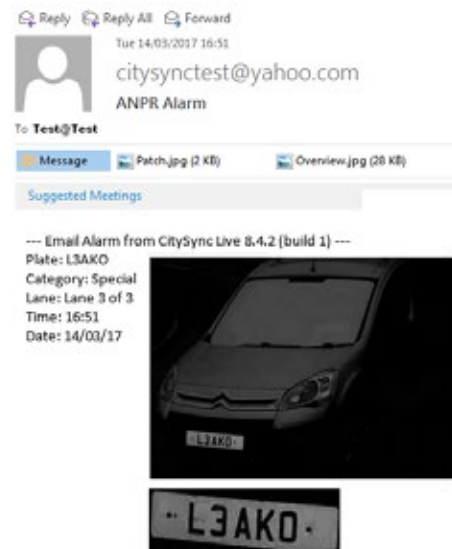 Reply Reply All Forward
Tue 14/03/2017 16:51
citysynctest@yahoo.com
ANPR Alarm
To Test@Test
Message Patch.jpg (2 KB) Overview.jpg (28 KB)
Suggested Meetings
--- Email Alarm from CitySync Live 8.4.2 (build 1) ---
Plate: L3AKO
Category: Special
Lane: Lane 3 of 3
Time: 16:51
Date: 14/03/17
L3AKO
L3AKO